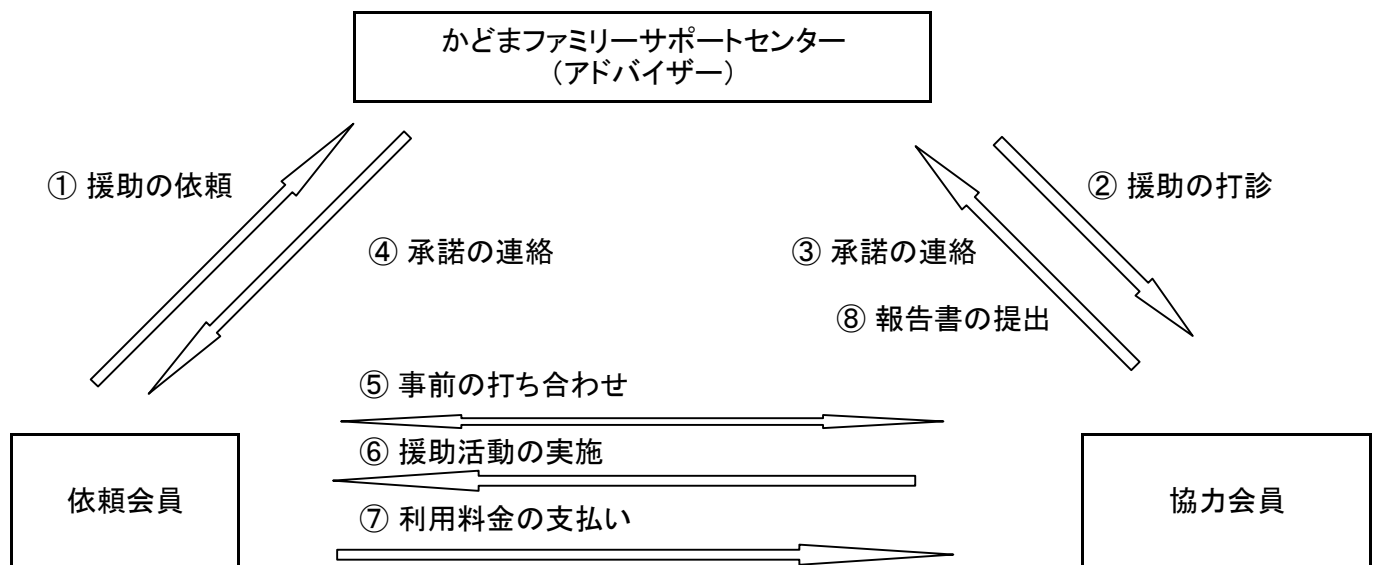 かどまファミリーサポートセンター
（アドバイザー）
① 援助の依頼
② 援助の打診
④ 承諾の連絡
③ 承諾の連絡
⑧ 報告書の提出
⑤ 事前の打ち合わせ
⑥ 援助活動の実施
依頼会員
協力会員
⑦ 利用料金の支払い